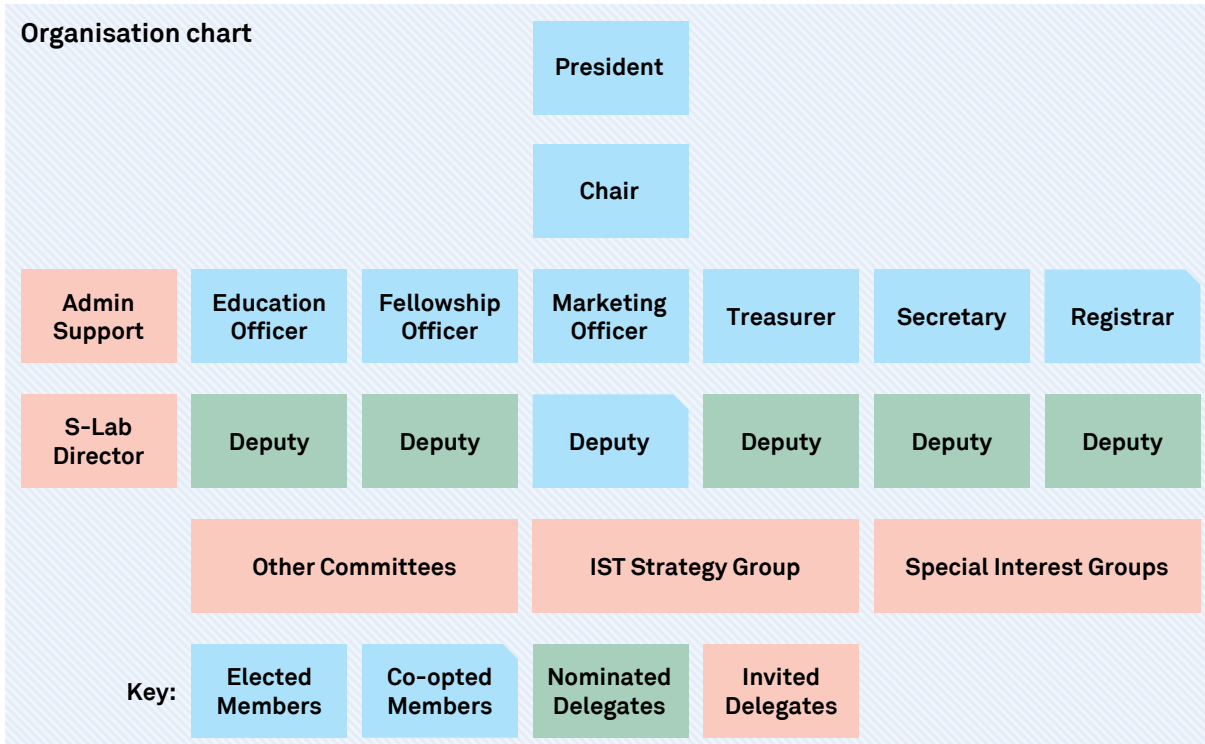 Organisation chart
President
Chair
Admin
Support
Education
Officer
Fellowship
Officer
Marketing
Officer
Treasurer
Secretary
Registrar
S-Lab
Director
Deputy
Deputy
Deputy
Deputy
Deputy
Deputy
Other Committees
IST Strategy Group
Special Interest Groups
Key:
Elected
Members
Co-opted
Members
Nominated
Delegates
Invited
Delegates